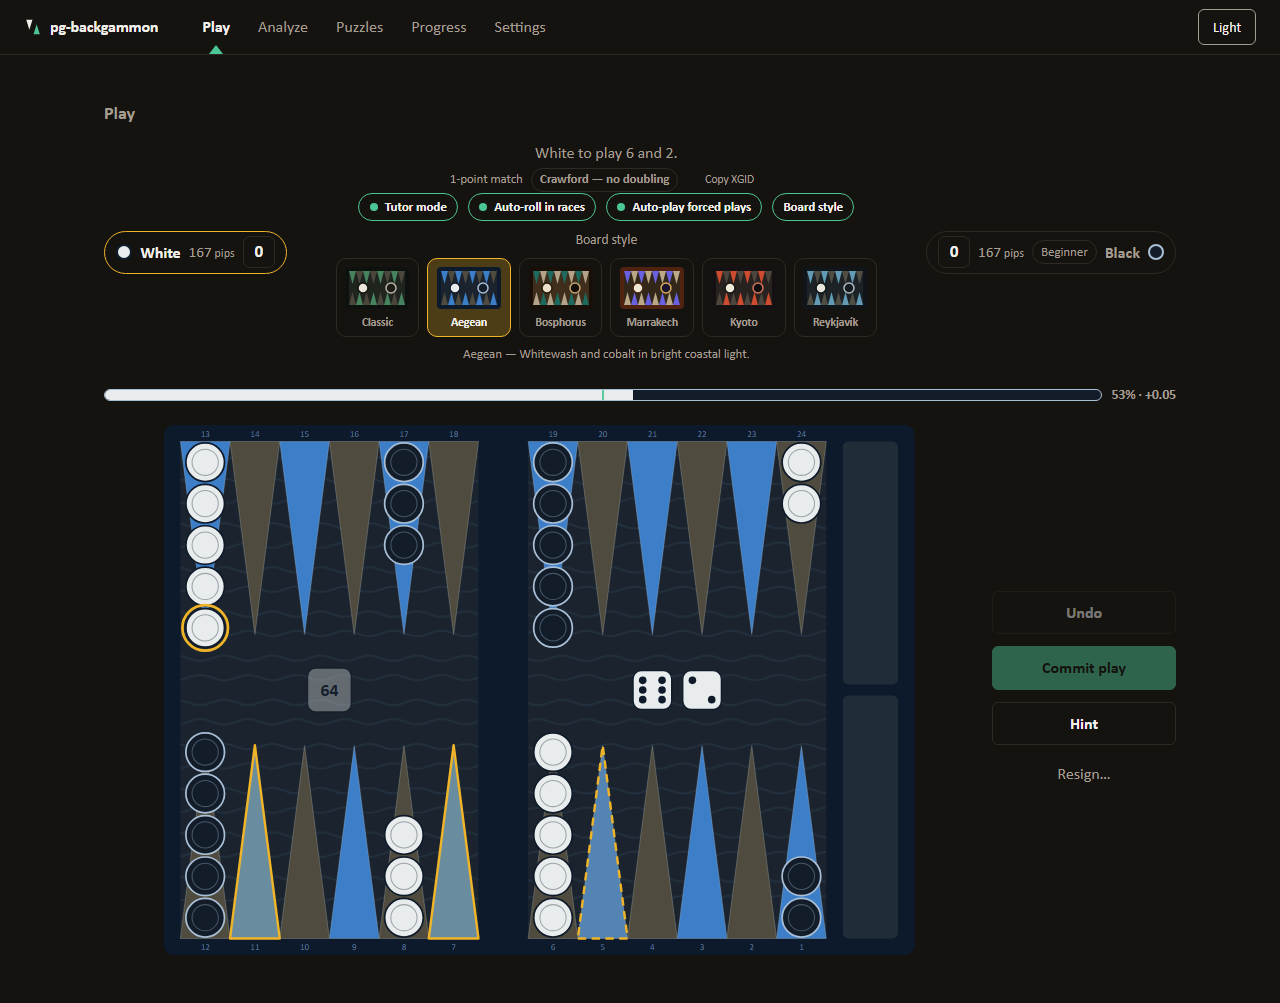 pg-backgammon Play Analyze Puzzles Progress Settings Light
Play
White to play 6 and 2.
1-point match Crawford — no doubling Copy XGID
Tutor mode Auto-roll in races Auto-play forced plays Board style
White 167 pips 0
Board style
0 167 pips Beginner Black
Classic Aegean Bosphorus Marrakech Kyoto Reykjavík
Aegean — Whitewash and cobalt in bright coastal light.
53% · +0.05
13 14 15 16 17 18 19 20 21 22 23 24
64
12 11 10 9 8 7 6 5 4 3 2 1
Undo
Commit play
Hint
Resign...